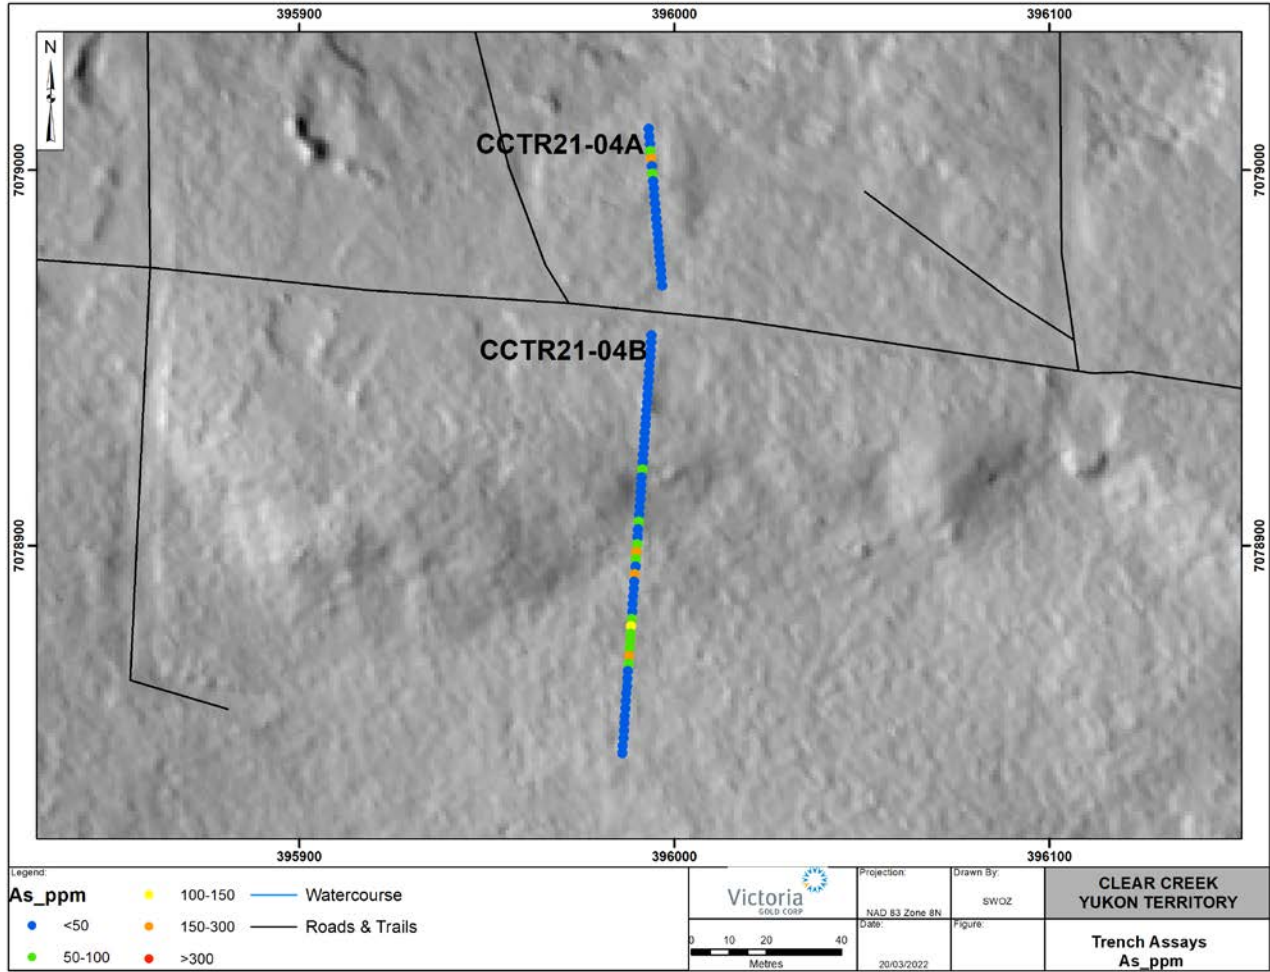 395900 396000 396100
N
CCTR21-04A
7079000 7079000
CCTR21-04B
7078900 7078900
395900 396000 396100
Legend:
As_ppm
<50
50-100
100-150
150-300
>300
Watercourse
Roads & Trails
Victoria
GOLD CORP
0 10 20 40
Metres
Projection:
NAD 83 Zone 8N
Date:
20/03/2022
Drawn By:
SWOZ
Figure:
CLEAR CREEK
YUKON TERRITORY
Trench Assays
As_ppm